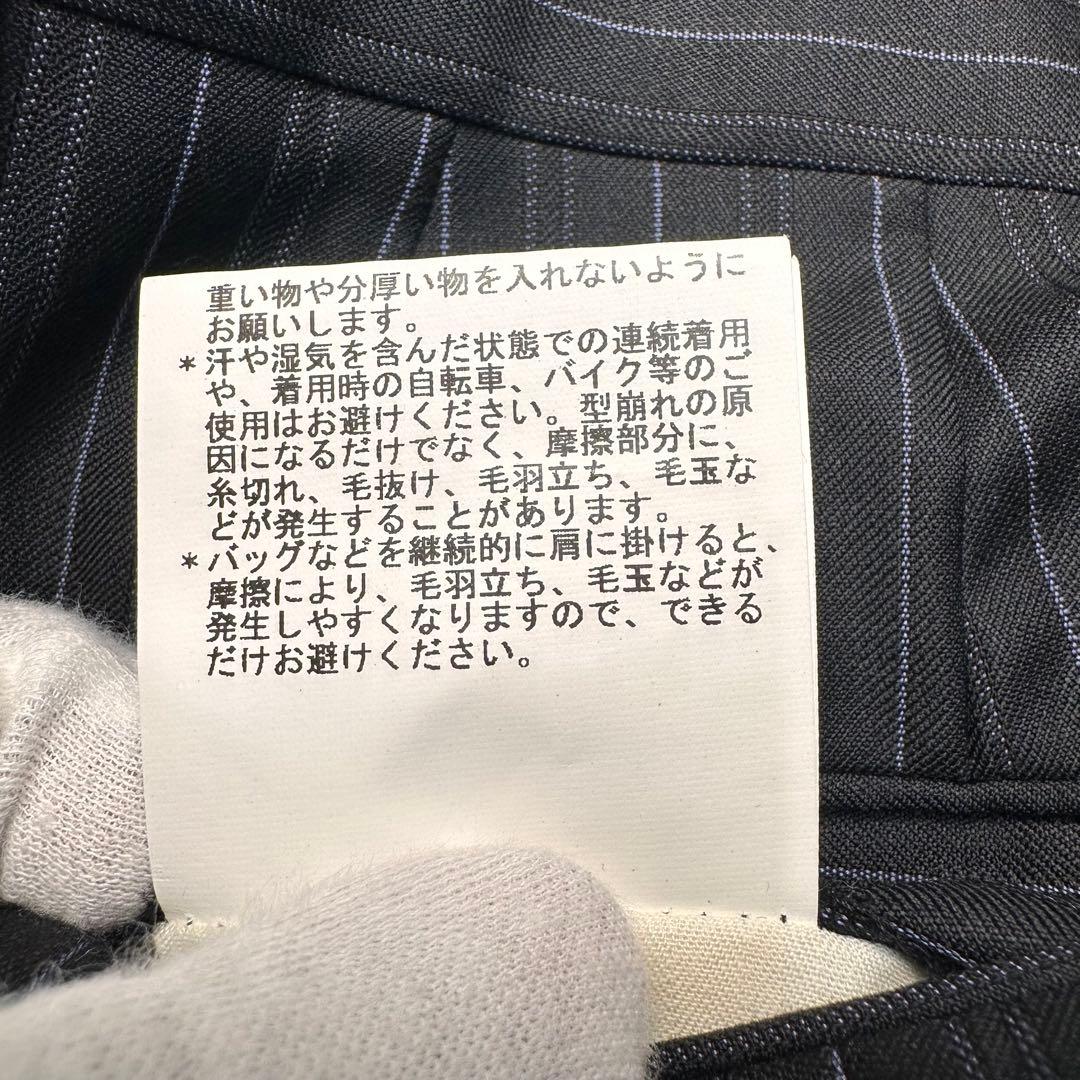 重い物や分厚い物を入れないように
お願いします。
*汗や湿気を含んだ状態での連続着用
や、着用時の自転車、バイク等のご
使用はお避けください。型崩れの原
因になるだけでなく、摩擦部分に、
糸切れ、毛抜け、毛羽立ち、毛玉な
どが発生することがあります。
*バッグなどを継続的に肩に掛けると、
摩擦により、毛羽立ち、毛玉などが
発生しやすくなりますので、できる
だけお避けください。